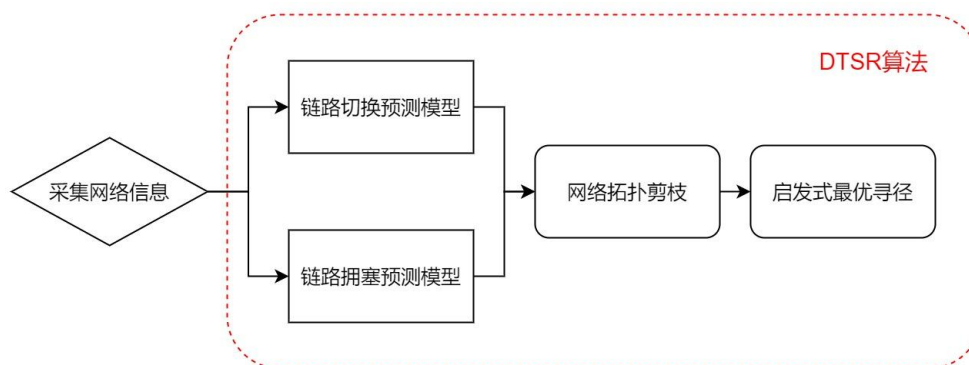 DTSR算法
链路切换预测模型
采集网络信息
网络拓扑剪枝
启发式最优寻径
链路拥塞预测模型